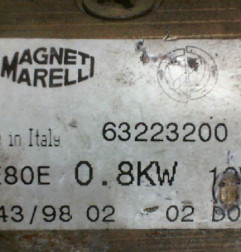 MAGNETI
MARELLI
in Italy 63223200
80E 0.8KW
43/98 02 02